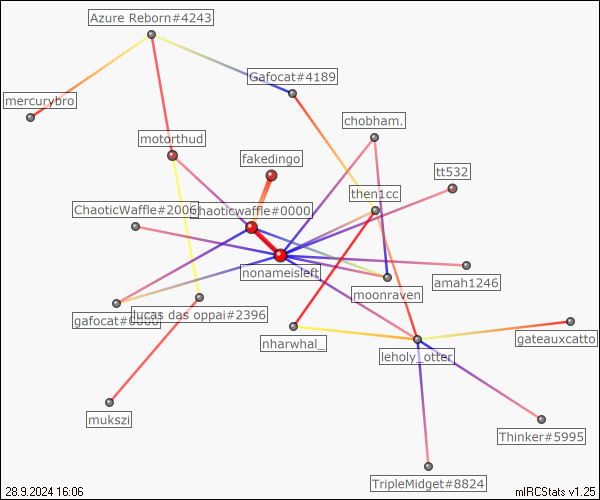 Azure Reborn#4243
Gafocat#4189
mercurybro
chobham.
motorthud
fakedingo
tt532
then1cc
ChaoticWaffle#2006
chaoticwaffle#0000
nonameisleft
amah1246
moonraven
gafocat#0000
lucas das oppai#2396
nharwhal_
gateauxcatto
leholy_otter
mukszi
Thinker#5995
TripleMidget#8824
28.9.2024 16:06
mIRCStats v1.25